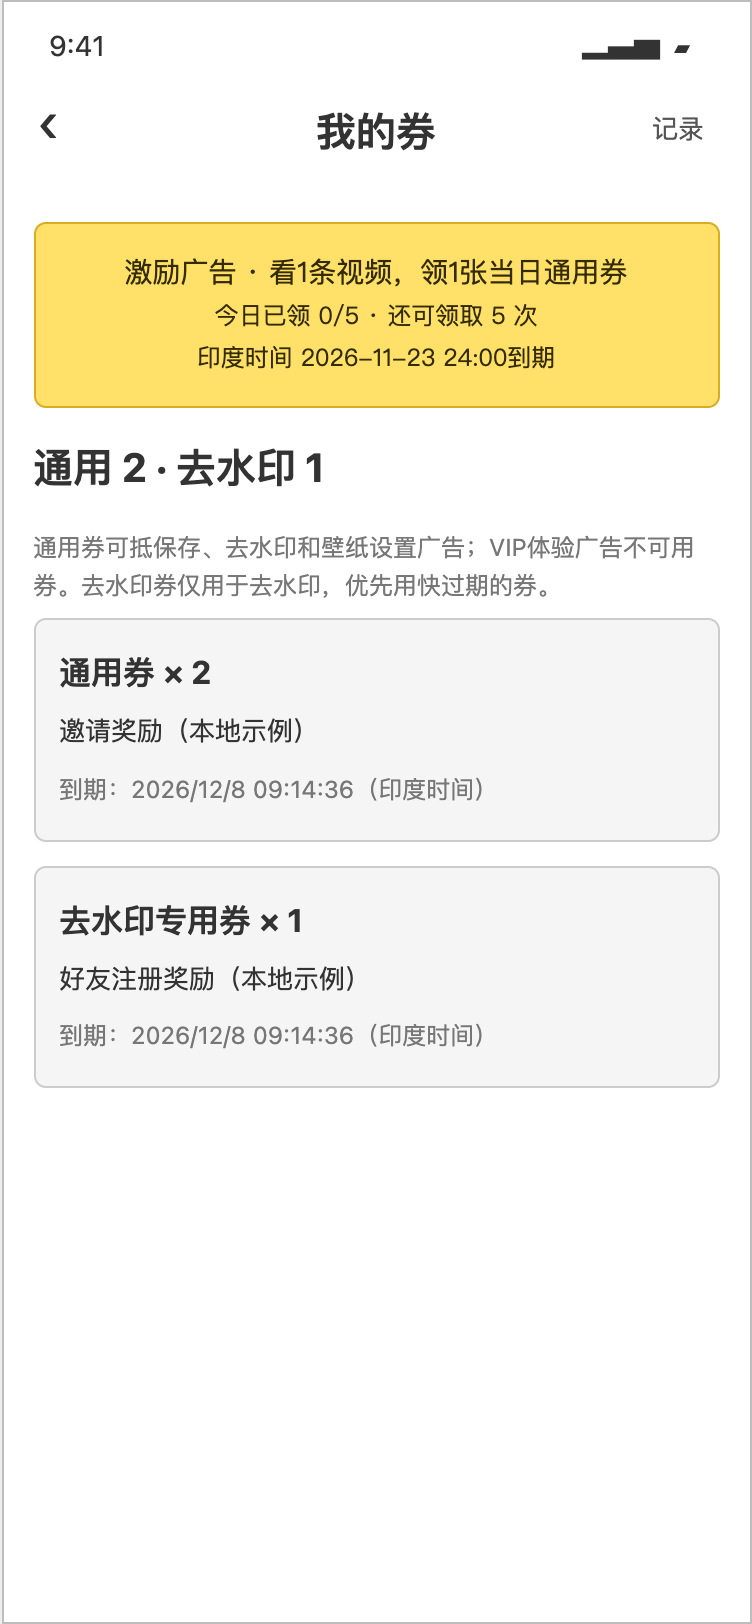 9:41
我的券
记录
激励广告 · 看1条视频，领1张当日通用券
今日已领 0/5 · 还可领取 5 次
印度时间 2026–11–23 24:00到期
通用 2 · 去水印 1
通用券可抵保存、去水印和壁纸设置广告；VIP体验广告不可用
券。去水印券仅用于去水印，优先用快过期的券。
通用券 × 2
邀请奖励（本地示例）
到期：2026/12/8 09:14:36（印度时间）
去水印专用券 × 1
好友注册奖励（本地示例）
到期：2026/12/8 09:14:36（印度时间）